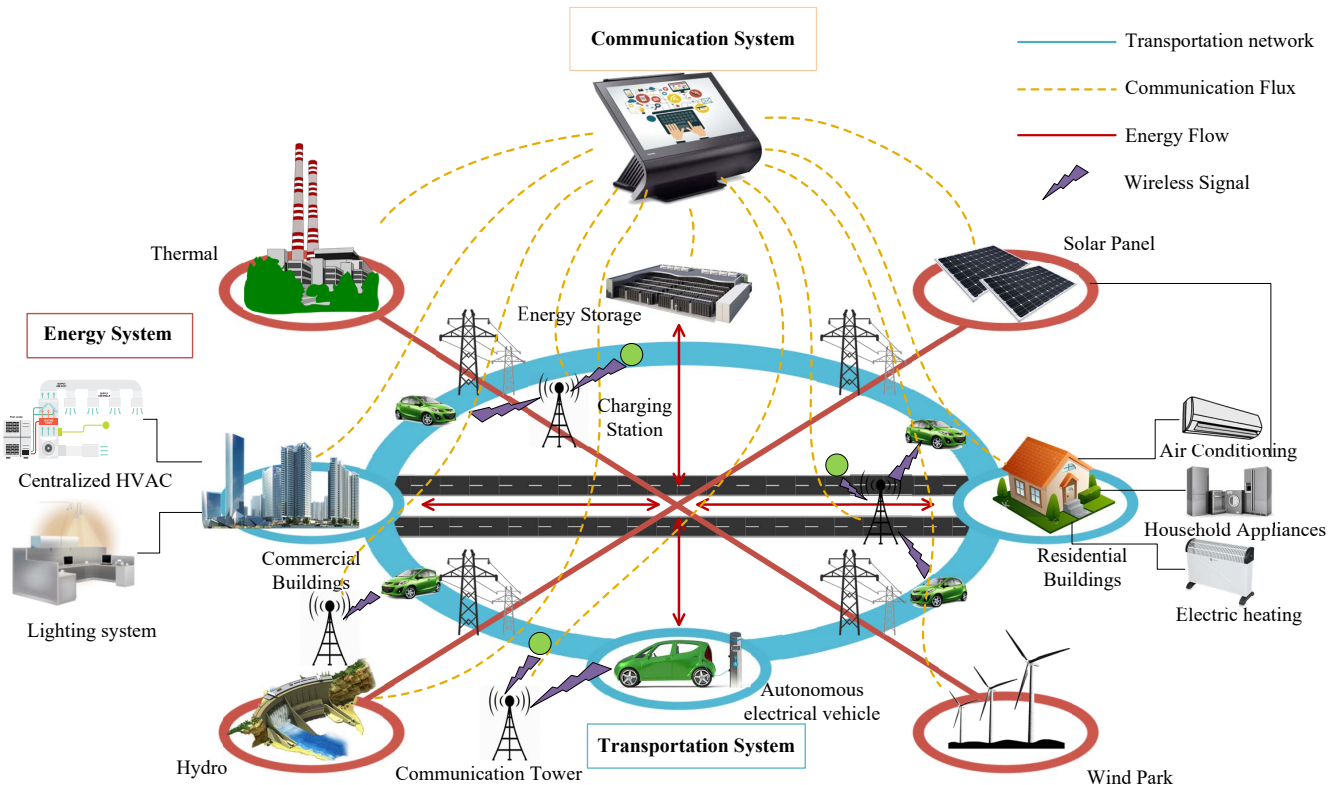 Communication System
Transportation network
Communication Flux
Energy Flow
Wireless Signal
Thermal
Solar Panel
Energy Storage
Energy System
Charging
Station
Centralized HVAC
Air Conditioning
Household Appliances
Commercial
Buildings
Residential
Buildings
Lighting system
Electric heating
Autonomous
electrical vehicle
Transportation System
Hydro
Communication Tower
Wind Park